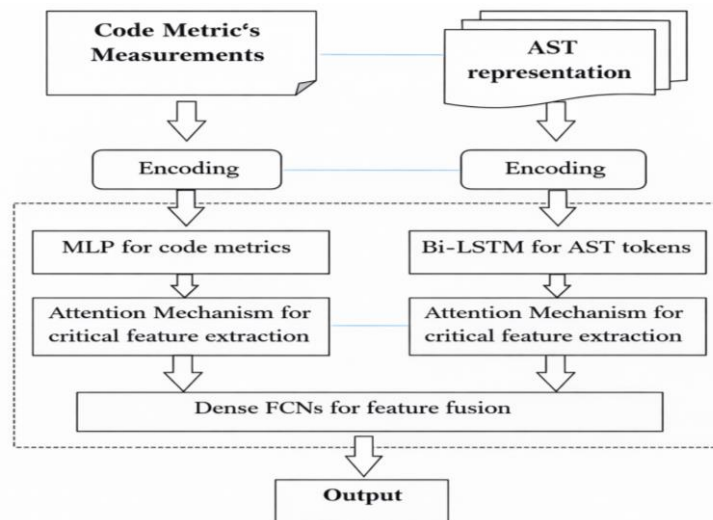 Code Metric‘s
Measurements
AST
representation
Encoding
Encoding
MLP for code metrics
Bi-LSTM for AST tokens
Attention Mechanism for
critical feature extraction
Attention Mechanism for
critical feature extraction
Dense FCNs for feature fusion
Output